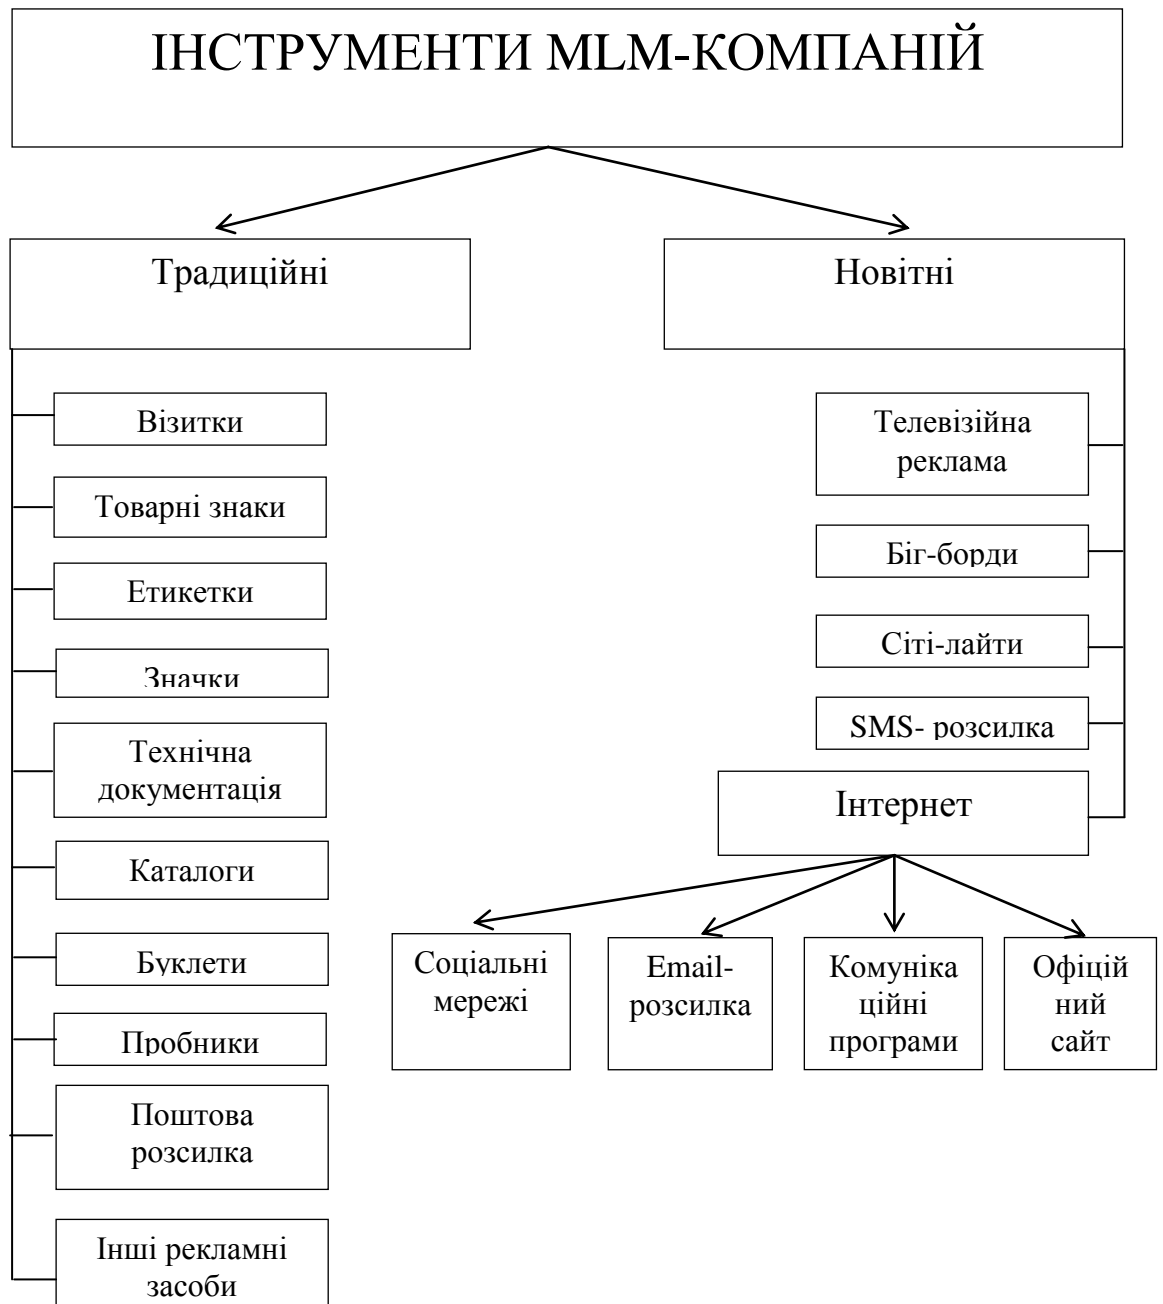 ІНСТРУМЕНТИ MLM-КОМПАНІЙ
Традиційні
Новітні
Візитки
Товарні знаки
Етикетки
Значки
Технічна
документація
Каталоги
Буклети
Пробники
Поштова
розсилка
Інші рекламні
засоби
Телевізійна
реклама
Біг-борди
Сіті-лайти
SMS- розсилка
Інтернет
Соціальні
мережі
Email-
розсилка
Комуніка
ційні
програми
Офіцій
ний
сайт